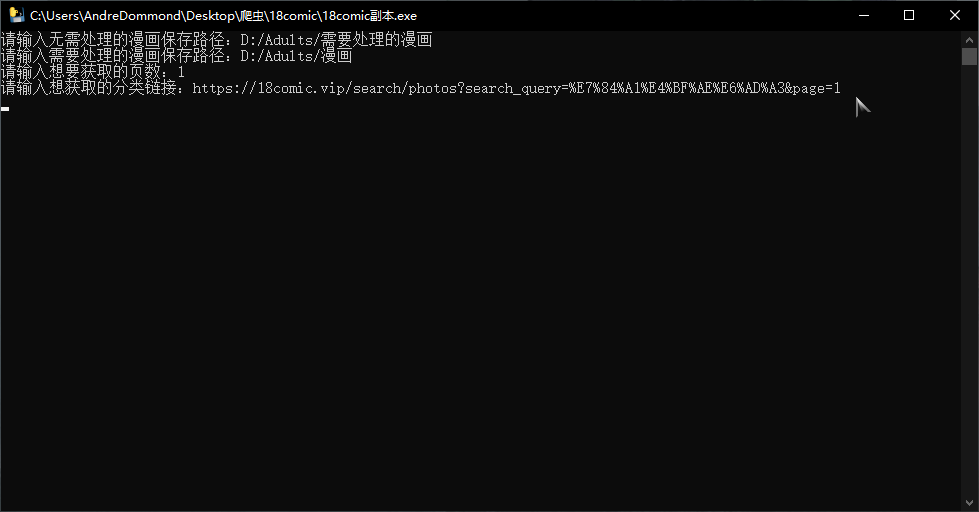 C:\Users\AndreDommond\Desktop\爬虫\18comic\18comic副本.exe
请输入无需处理的漫画保存路径：D:/Adults/需要处理的漫画
请输入需要处理的漫画保存路径：D:/Adults/漫画
请输入想要获取的页数：1
请输入想获取的分类链接：https://18comic.vip/search/photos?search_query=%E7%84%A1%E4%BF%AE%E6%AD%A3&page=1